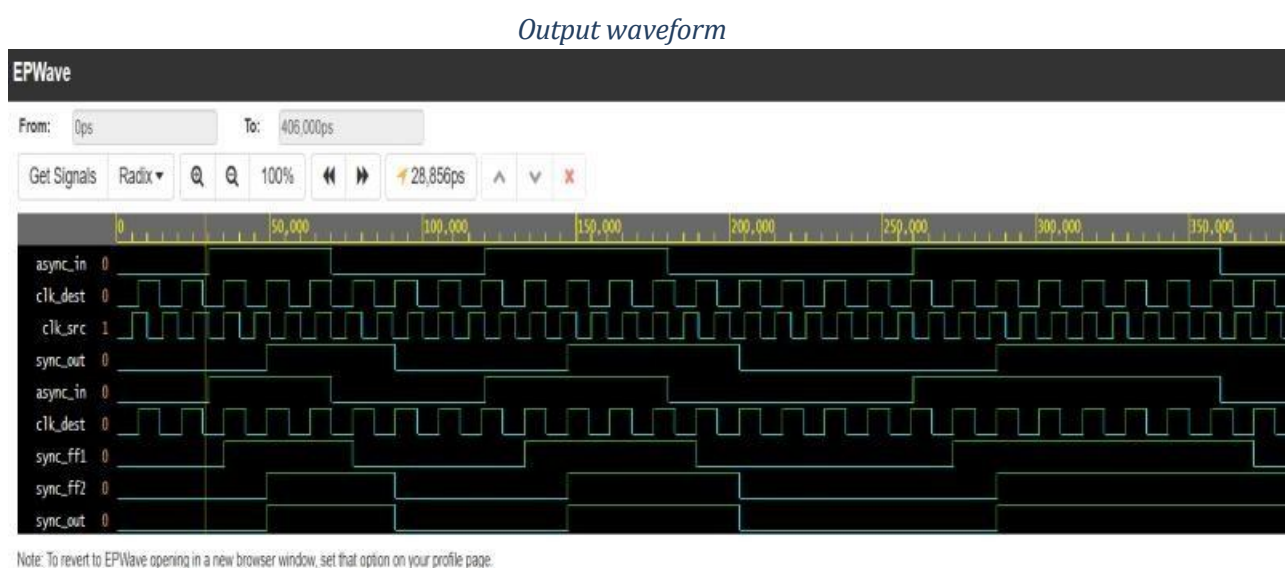 Output waveform
EPWave
From: 0ps To: 406,000ps
Get Signals Radix 100% 28,856ps
0 50,000 100,000 150,000 200,000 250,000 300,000 350,000
async_in 0
clk_dest 0
clk_src 1
sync_out 0
async_in 0
clk_dest 0
sync_ff1 0
sync_ff2 0
sync_out 0
Note: To revert to EPWave opening in a new browser window, set that option on your profile page.